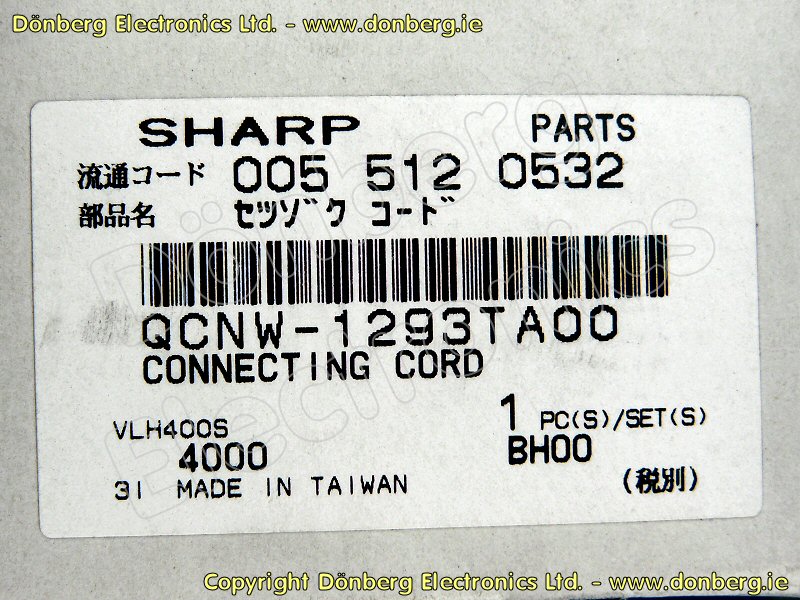 Dönberg Electronics Ltd. - www.donberg.ie
SHARP PARTS
流通コード 005 512 0532
部品名 セツゾク コード
QCNW-1293TA00
CONNECTING CORD
VLH400S 1 PC(S)/SET(S)
4000 BH00
31 MADE IN TAIWAN (税別)
Dönberg
Electronics
Copyright Dönberg Electronics Ltd. - www.donberg.ie